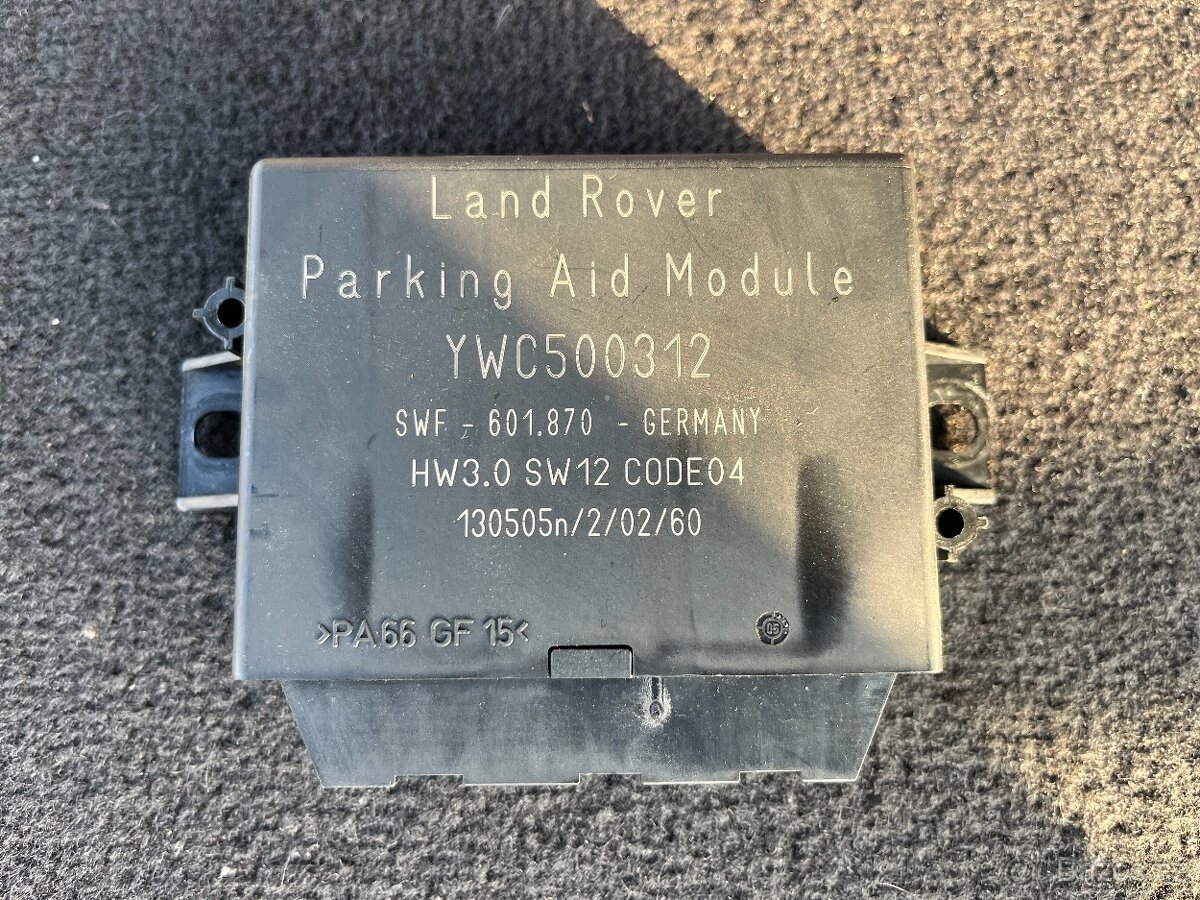 Land Rover
Parking Aid Module
YWC500312
SWF - 601.870 - GERMANY
HW3.0 SW12 CODE04
130505n/2/02/60
>PA66 GF 15<
05